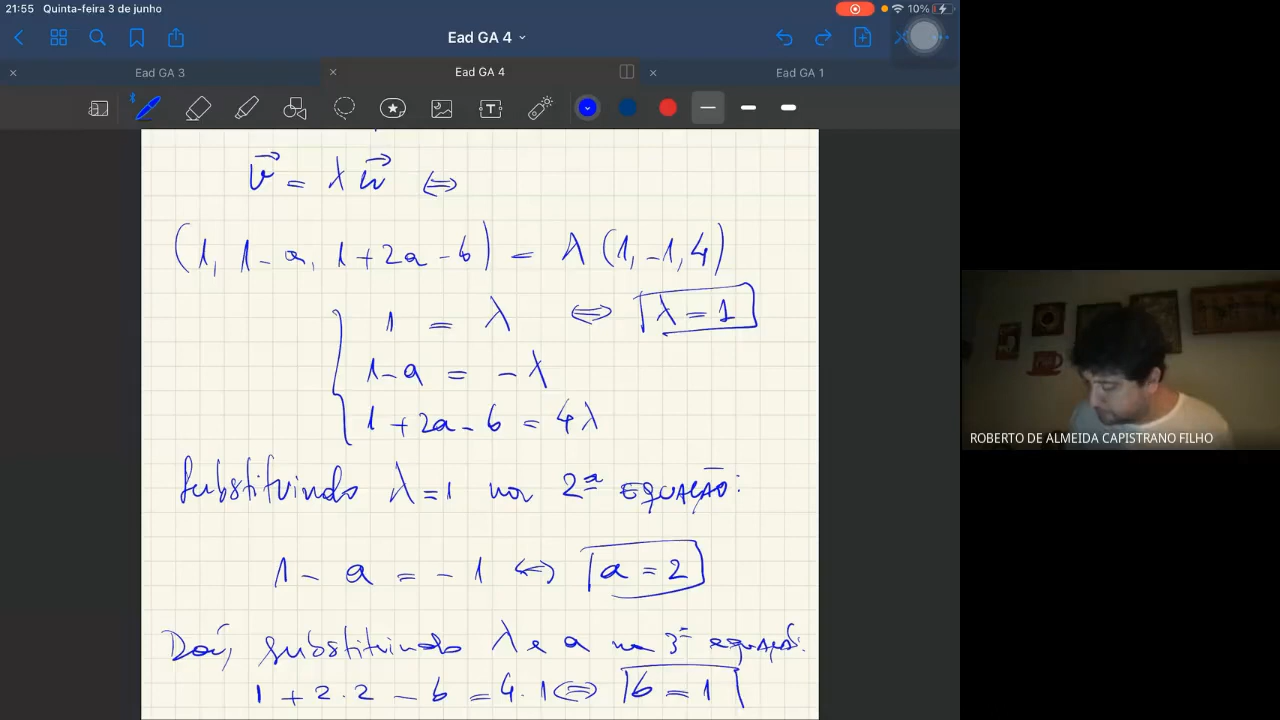 21:55 Quinta-feira 3 de junho
10%
Ead GA 4
Ead GA 3
Ead GA 4
Ead GA 1
v⃗ = λ w⃗ ⇔
(1, 1-a, 1+2a-b) = λ (1, -1, 4)
1 = λ ⇔ λ = 1
1-a = -λ
1+2a-b = 4λ
Substituindo λ=1 na 2ª EQUAÇÃO:
1 - a = -1 ⇔ a = 2
Daí, substituindo λ e a na 3ª equação:
1 + 2.2 - b = 4.1 ⇔ b = 1
ROBERTO DE ALMEIDA CAPISTRANO FILHO